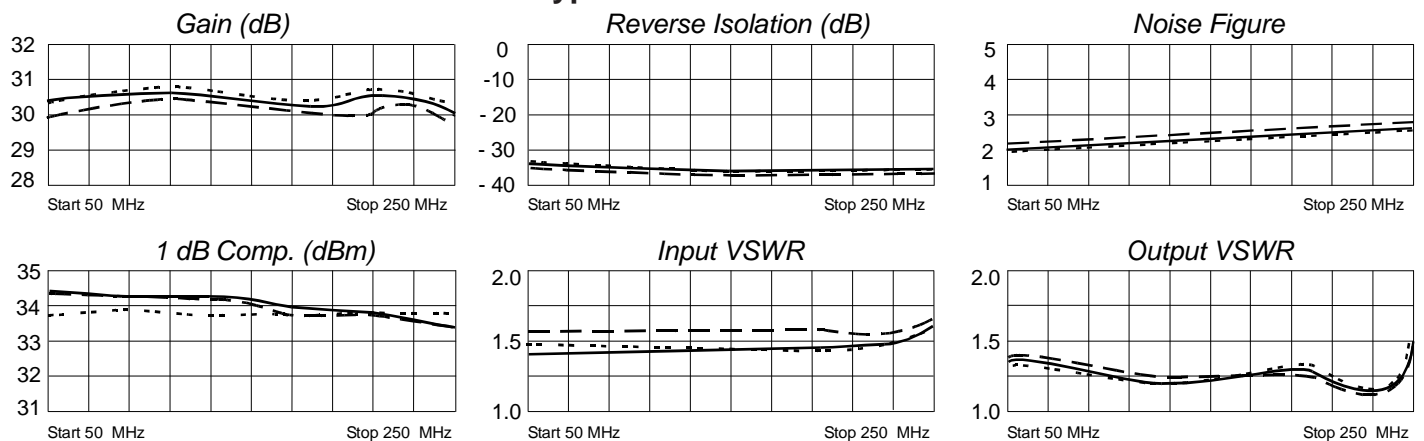 Gain (dB)
32
31
30
29
28
Start 50 MHz Stop 250 MHz
Reverse Isolation (dB)
0
-10
- 20
- 30
- 40
Start 50 MHz Stop 250 MHz
Noise Figure
5
4
3
2
1
Start 50 MHz Stop 250 MHz
1 dB Comp. (dBm)
35
34
33
32
31
Start 50 MHz Stop 250 MHz
Input VSWR
2.0
1.5
1.0
Start 50 MHz Stop 250 MHz
Output VSWR
2.0
1.5
1.0
Start 50 MHz Stop 250 MHz